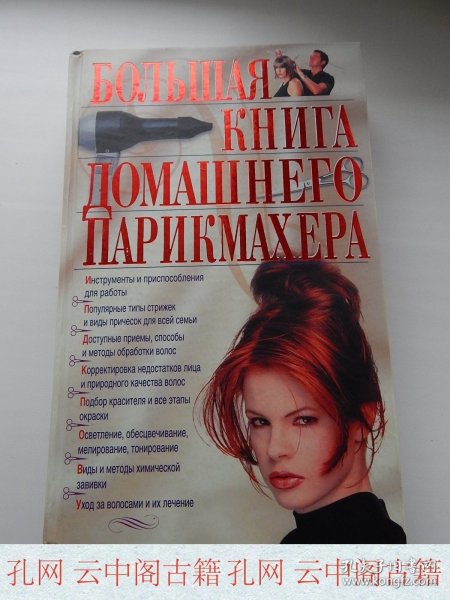 БОЛЬШАЯ
КНИГА
ДОМАШНЕГО
ПАРИКМАХЕРА
Инструменты и приспособления
для работы
Популярные типы стрижек
и виды причесок для всей семьи
Доступные приемы, способы
и методы обработки волос
Корректировка недостатков лица
и природного качества волос
Подбор красителя и все этапы
окраски
Осветление, обесцвечивание,
мелирование, тонирование
Виды и методы химической
завивки
Уход за волосами и их лечение
孔网 云中阁古籍 孔网 云中阁古籍